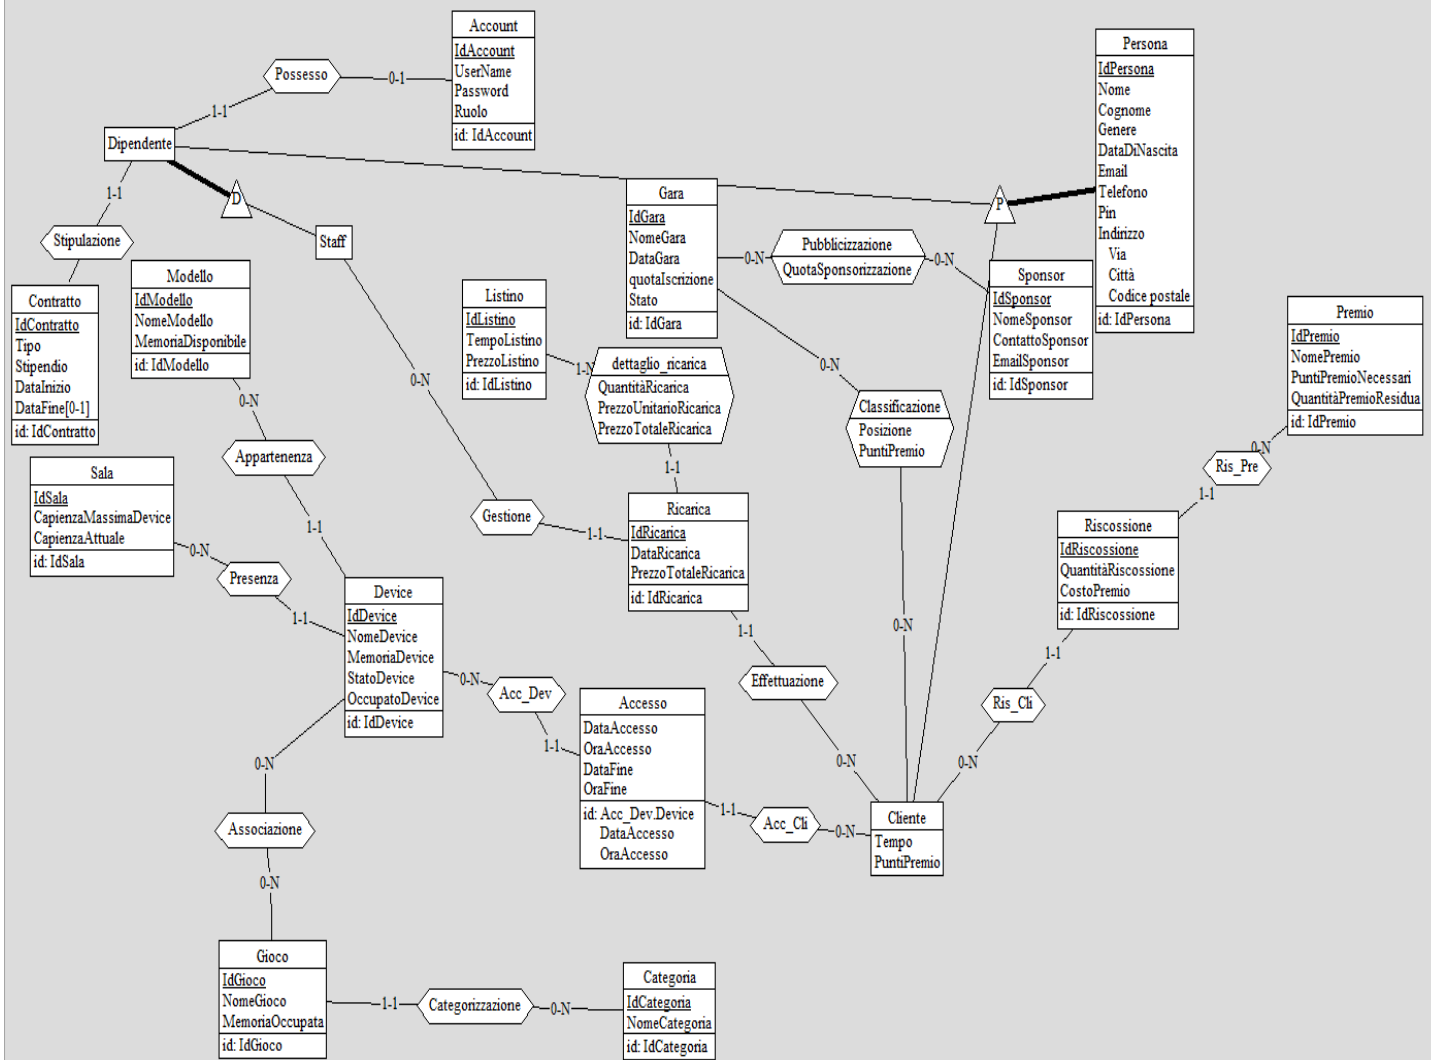 Account
IdAccount
UserName
Password
Ruolo
id: IdAccount
Possesso
0-1
1-1
Dipendente
D
Staff
1-1
Stipulazione
Contratto
IdContratto
Tipo
Stipendio
DataInizio
DataFine[0-1]
id: IdContratto
Persona
IdPersona
Nome
Cognome
Genere
DataDiNascita
Email
Telefono
Pin
Indirizzo
Via
Città
Codice postale
id: IdPersona
P
Gara
IdGara
NomeGara
DataGara
quotaIscrizione
Stato
id: IdGara
0-N
Pubblicizzazione
QuotaSponsorizzazione
0-N
Sponsor
IdSponsor
NomeSponsor
ContattoSponsor
EmailSponsor
id: IdSponsor
Modello
IdModello
NomeModello
MemoriaDisponibile
id: IdModello
0-N
Appartenenza
1-1
Listino
IdListino
TempoListino
PrezzoListino
id: IdListino
1-N
dettaglio_ricarica
QuantitàRicarica
PrezzoUnitarioRicarica
PrezzoTotaleRicarica
1-1
0-N
Classificazione
Posizione
PuntiPremio
0-N
Premio
IdPremio
NomePremio
PuntiPremioNecessari
QuantitàPremioResidua
id: IdPremio
0-N
Ris_Pre
1-1
Sala
IdSala
CapienzaMassimaDevice
CapienzaAttuale
id: IdSala
0-N
Presenza
1-1
0-N
Gestione
1-1
Ricarica
IdRicarica
DataRicarica
PrezzoTotaleRicarica
id: IdRicarica
1-1
Effettuazione
0-N
Riscossione
IdRiscossione
QuantitàRiscossione
CostoPremio
id: IdRiscossione
1-1
Ris_Cli
0-N
Device
IdDevice
NomeDevice
MemoriaDevice
StatoDevice
OccupatoDevice
id: IdDevice
0-N
Acc_Dev
1-1
Accesso
DataAccesso
OraAccesso
DataFine
OraFine
id: Acc_Dev.Device
DataAccesso
OraAccesso
1-1
Acc_Cli
0-N
Cliente
Tempo
PuntiPremio
0-N
Associazione
0-N
Gioco
IdGioco
NomeGioco
MemoriaOccupata
id: IdGioco
1-1
Categorizzazione
0-N
Categoria
IdCategoria
NomeCategoria
id: IdCategoria